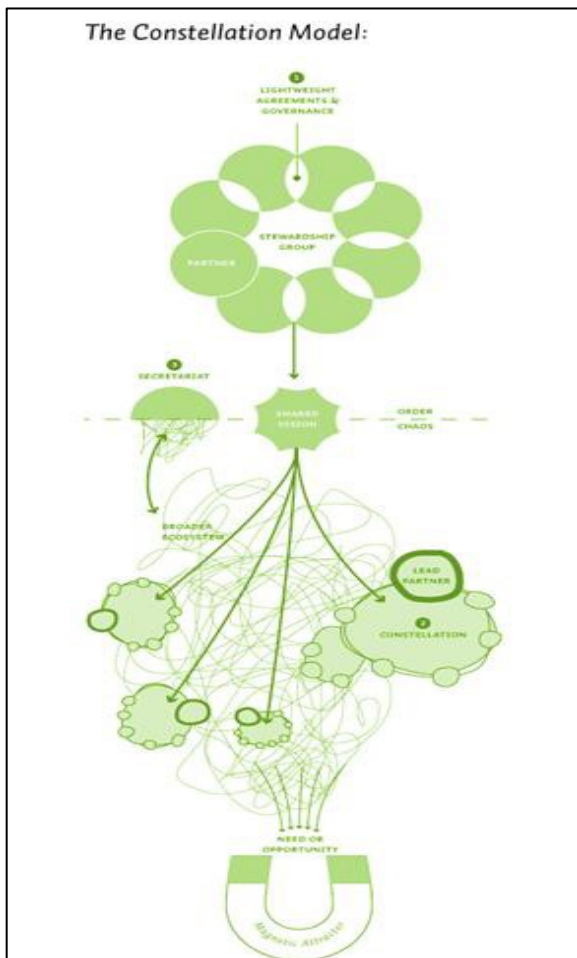 The Constellation Model:
1
LIGHTWEIGHT
AGREEMENTS &
GOVERNANCE
STEWARDSHIP
GROUP
PARTNER
3
SECRETARIAT
SHARED
VISION
ORDER
CHAOS
BROADER
ECOSYSTEM
LEAD
PARTNER
2
CONSTELLATION
NEED OR
OPPORTUNITY
Magnetic Attractor